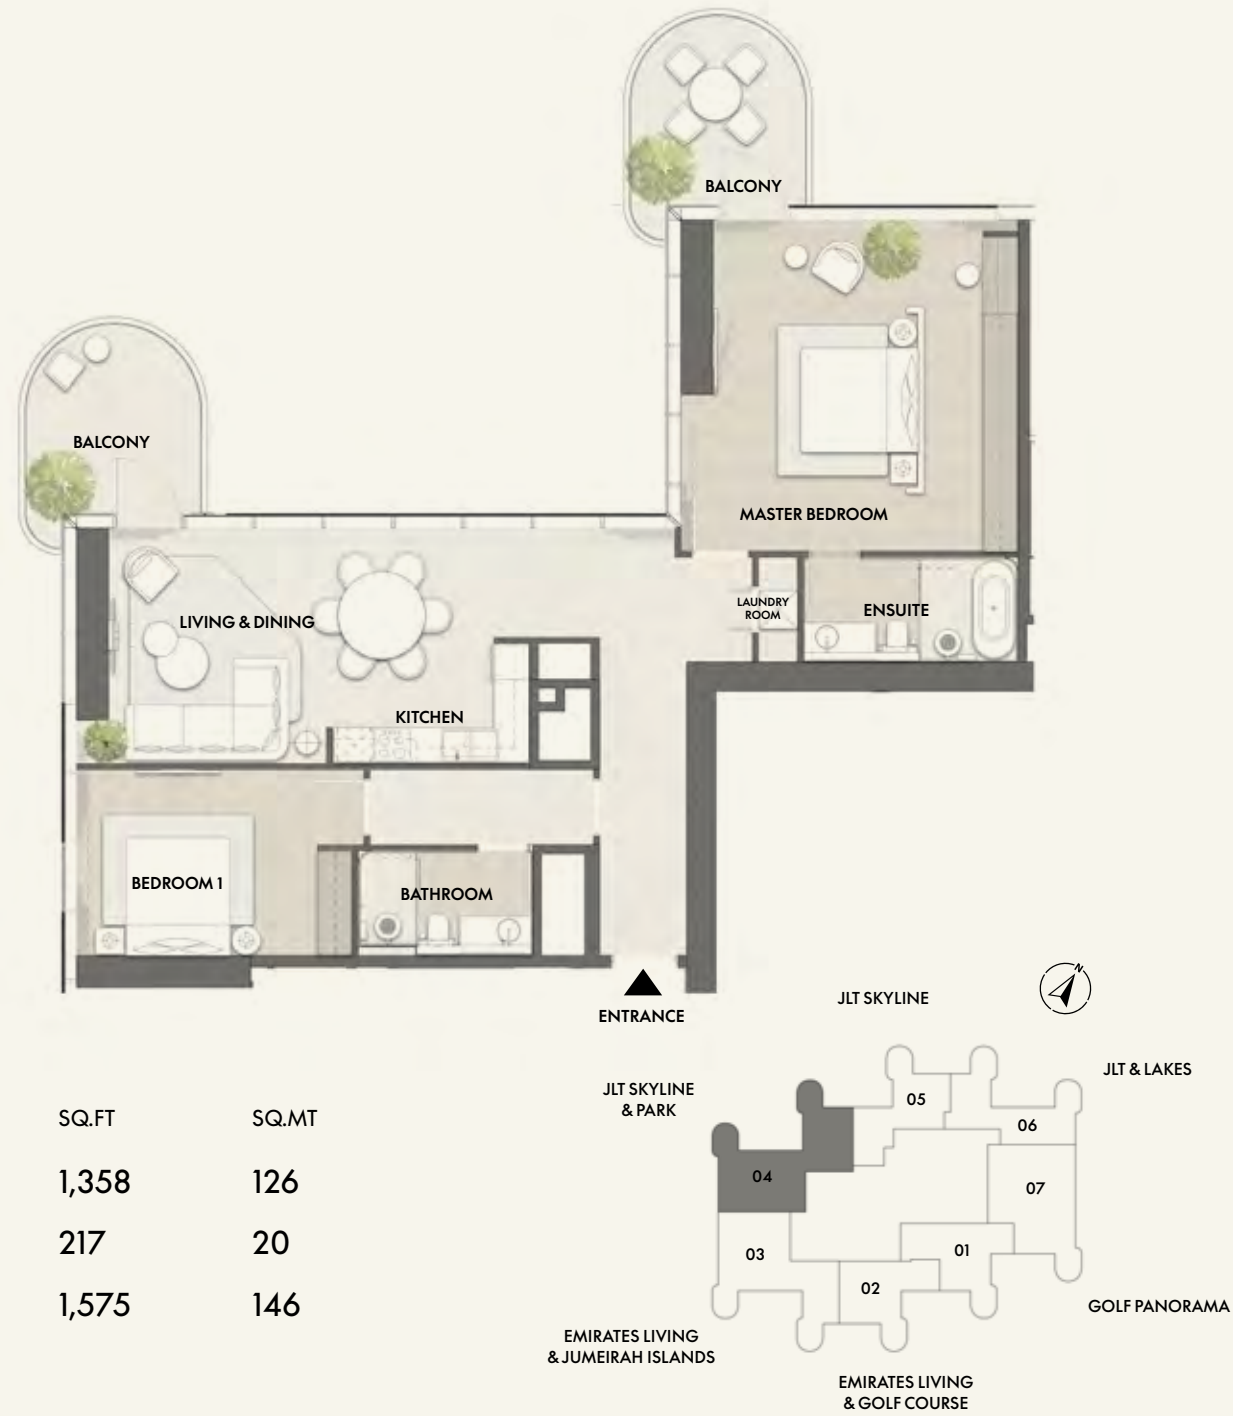 BALCONY
BALCONY
MASTER BEDROOM
LIVING & DINING
LAUNDRY
ROOM
ENSUITE
KITCHEN
BEDROOM 1
BATHROOM
ENTRANCE
SQ.FT SQ.MT
1,358 126
217 20
1,575 146
N
JLT SKYLINE
JLT SKYLINE
& PARK
JLT & LAKES
05
06
04
07
03
01
02
GOLF PANORAMA
EMIRATES LIVING
& JUMEIRAH ISLANDS
EMIRATES LIVING
& GOLF COURSE